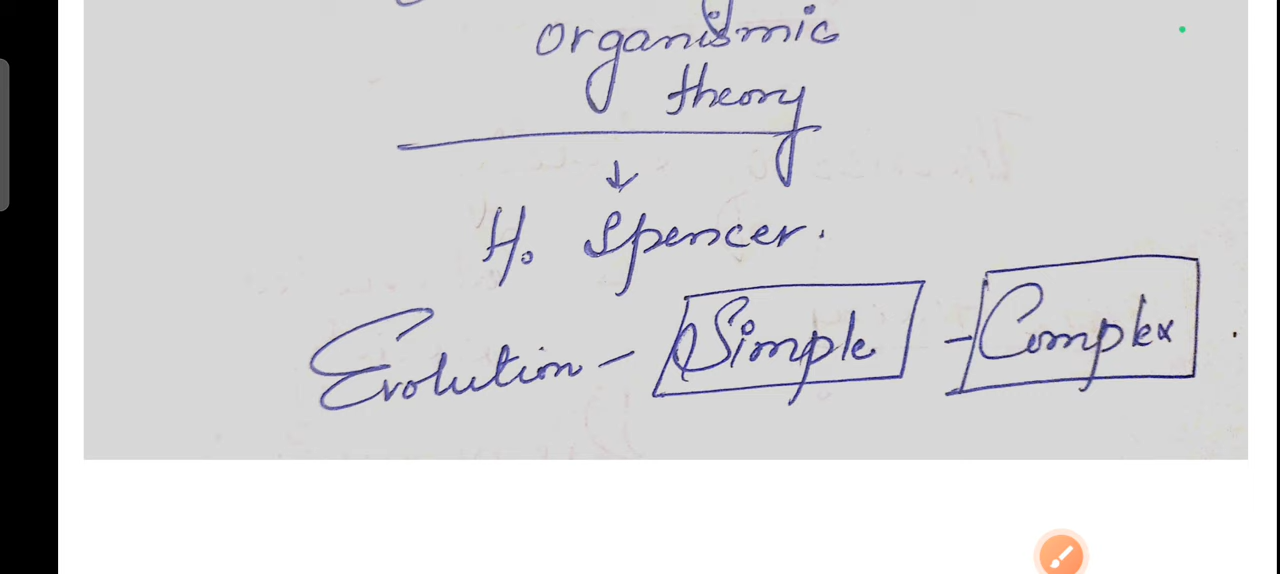 organismic
theory
↓
H. Spencer.
Evolution - Simple - Complex.